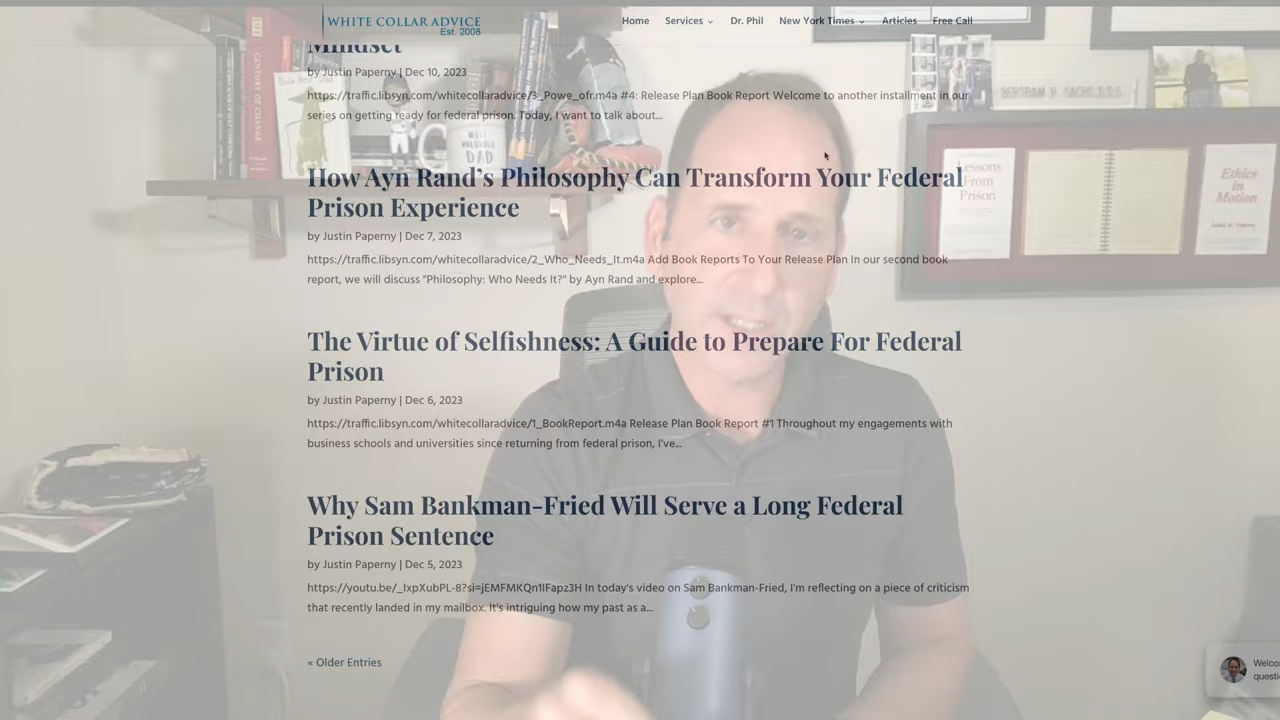 WHITE COLLAR ADVICE
Est. 2008
Home Services Dr. Phil New York Times Articles Free Call
Mindset
by Justin Paperny | Dec 10, 2023
https://traffic.libsyn.com/whitecollaradvice/3_Powe_ofr.m4a #4: Release Plan Book Report Welcome to another installment in our
series on getting ready for federal prison. Today, I want to talk about...
How Ayn Rand's Philosophy Can Transform Your Federal
Prison Experience
by Justin Paperny | Dec 7, 2023
https://traffic.libsyn.com/whitecollaradvice/2_Who_Needs_It.m4a Add Book Reports To Your Release Plan In our second book
report, we will discuss "Philosophy: Who Needs It?" by Ayn Rand and explore...
The Virtue of Selfishness: A Guide to Prepare For Federal
Prison
by Justin Paperny | Dec 6, 2023
https://traffic.libsyn.com/whitecollaradvice/1_BookReport.m4a Release Plan Book Report #1 Throughout my engagements with
business schools and universities since returning from federal prison, I've...
Why Sam Bankman-Fried Will Serve a Long Federal
Prison Sentence
by Justin Paperny | Dec 5, 2023
In today's video on Sam Bankman-Fried, I'm reflecting on a piece of criticism
that recently landed in my mailbox. It's intriguing how my past as a...
« Older Entries
CENTURY OF CHANGE
MOST
VALUABLE
DAD
BERTRAM H. SACHS D.D.S.
Lessons
From
Prison
Ethics
in
Motion